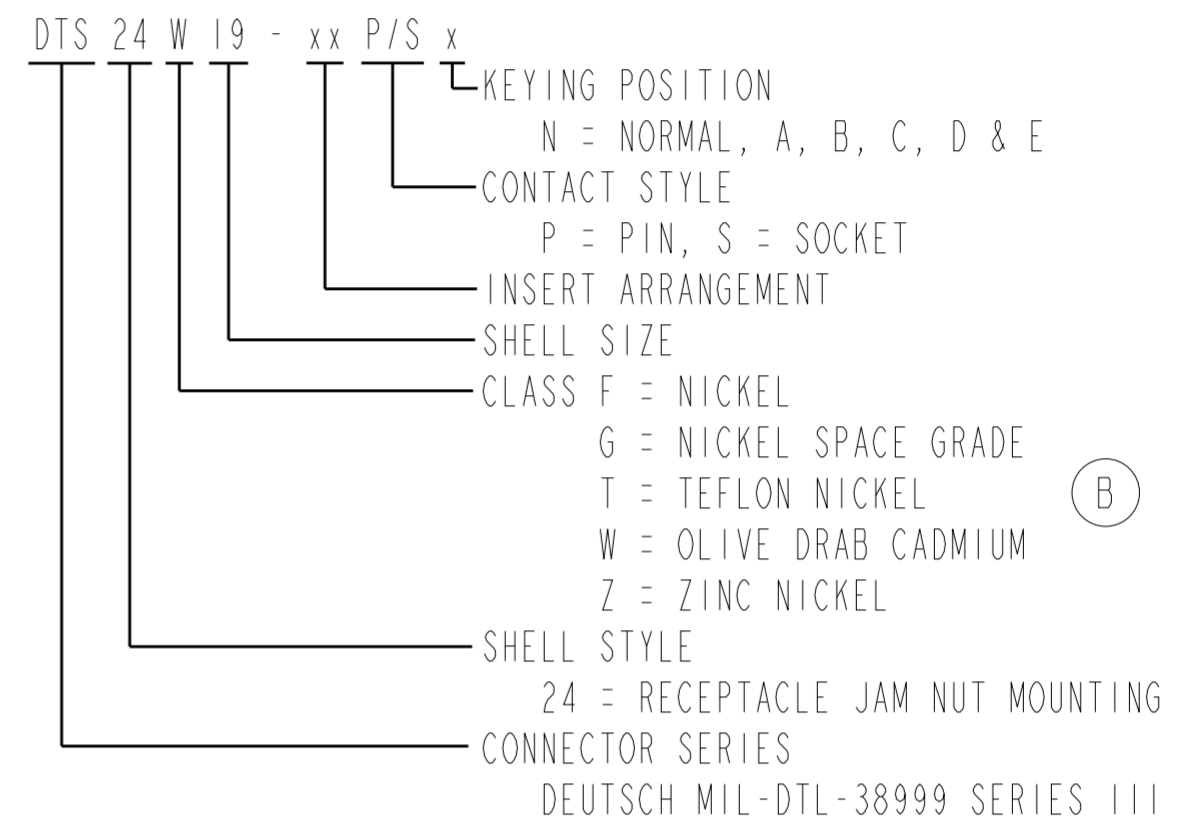 DTS 24 W 19 - xx P/S x
KEYING POSITION
N = NORMAL, A, B, C, D & E
CONTACT STYLE
P = PIN, S = SOCKET
INSERT ARRANGEMENT
SHELL SIZE
CLASS F = NICKEL
G = NICKEL SPACE GRADE
T = TEFLON NICKEL
B
W = OLIVE DRAB CADMIUM
Z = ZINC NICKEL
SHELL STYLE
24 = RECEPTACLE JAM NUT MOUNTING
CONNECTOR SERIES
DEUTSCH MIL-DTL-38999 SERIES III